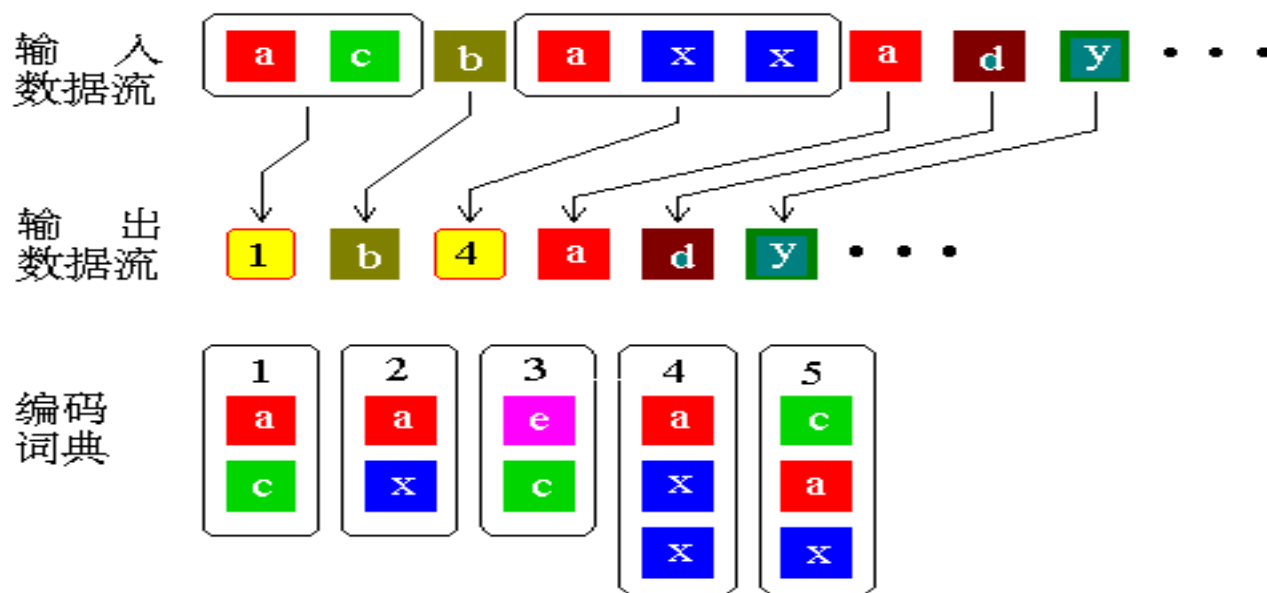 输 入
数据流
a c b a x x a d y • • •
输 出
数据流
1 b 4 a d y • • •
编码
词典
1 2 3 4 5
a a e a c
c x c x a
x x